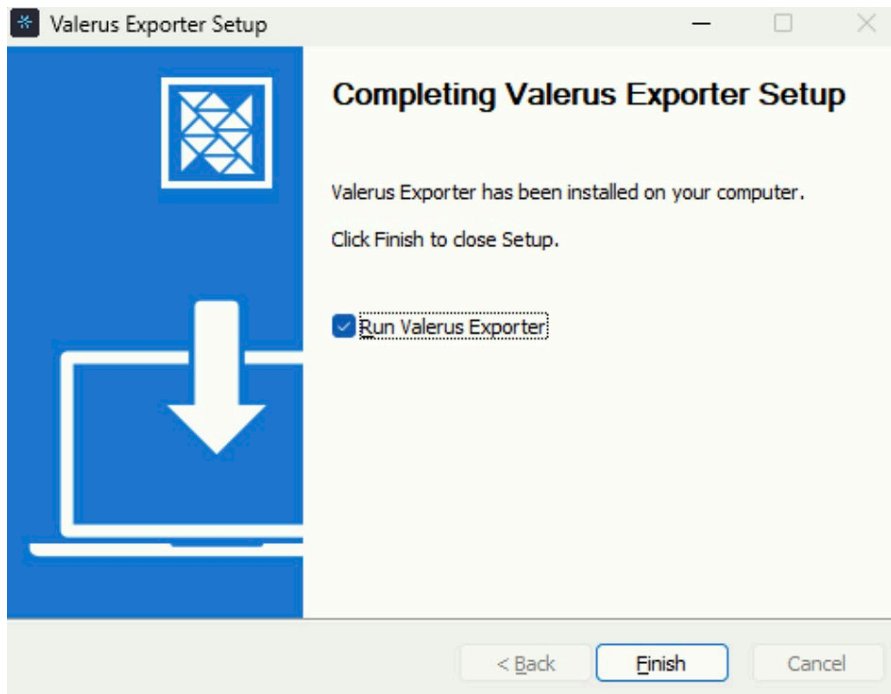 Valerus Exporter Setup
Completing Valerus Exporter Setup
Valerus Exporter has been installed on your computer.
Click Finish to close Setup.
Run Valerus Exporter
< Back
Finish
Cancel